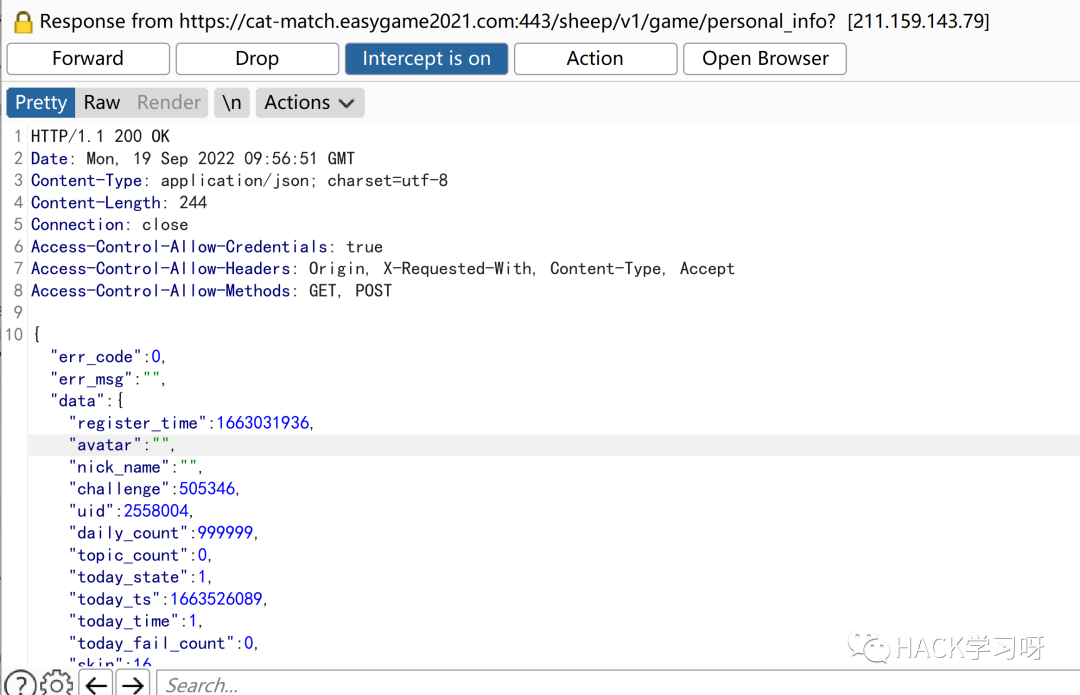 Response from https://cat-match.easygame2021.com:443/sheep/v1/game/personal_info? [211.159.143.79]
Forward Drop Intercept is on Action Open Browser
Pretty Raw Render \n Actions
1 HTTP/1.1 200 OK
2 Date: Mon, 19 Sep 2022 09:56:51 GMT
3 Content-Type: application/json; charset=utf-8
4 Content-Length: 244
5 Connection: close
6 Access-Control-Allow-Credentials: true
7 Access-Control-Allow-Headers: Origin, X-Requested-With, Content-Type, Accept
8 Access-Control-Allow-Methods: GET, POST
9
10 {
"err_code":0,
"err_msg":"",
"data":{
"register_time":1663031936,
"avatar":"",
"nick_name":"",
"challenge":505346,
"uid":2558004,
"daily_count":999999,
"topic_count":0,
"today_state":1,
"today_ts":1663526089,
"today_time":1,
"today_fail_count":0,
"skin":16
HACK学习呀
? Search...